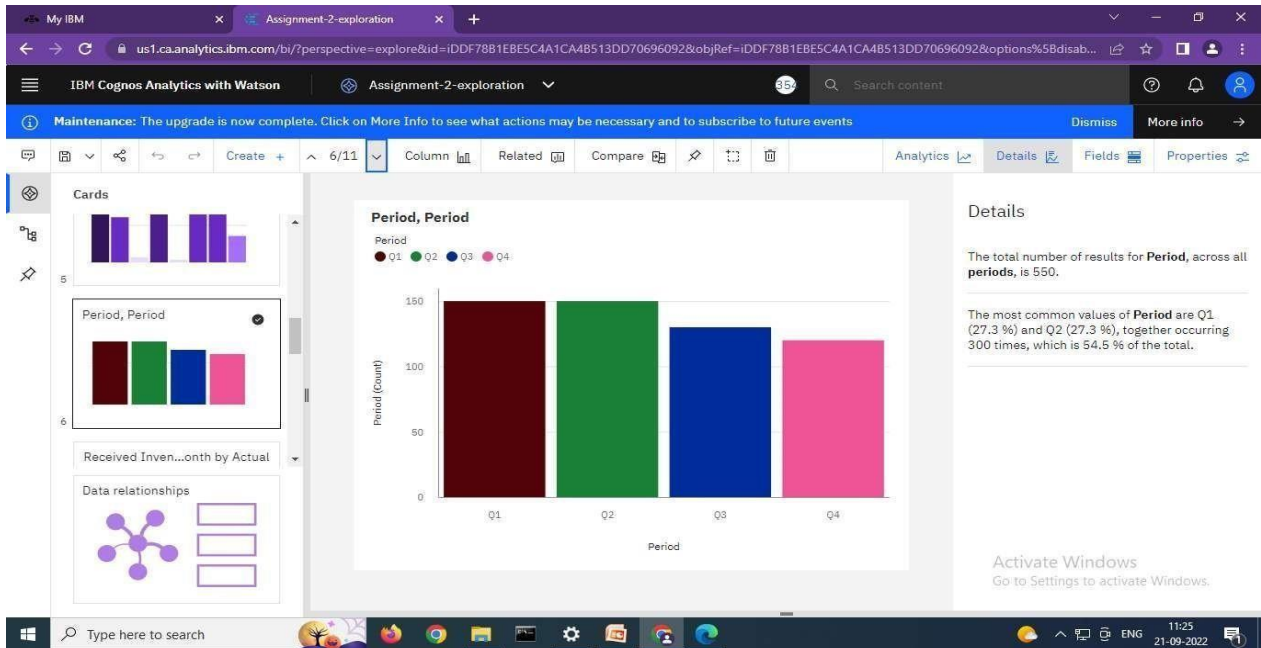 My IBM
Assignment-2-exploration
us1.ca.analytics.ibm.com/bi/?perspective=explore&id=iDDF78B1EBE5C4A1CA4B513DD70696092&objRef=iDDF78B1EBE5C4A1CA4B513DD70696092&options%5Bdisab...
IBM Cognos Analytics with Watson
Assignment-2-exploration
354
Search content
Maintenance: The upgrade is now complete. Click on More Info to see what actions may be necessary and to subscribe to future events
Dismiss
More info
Create +
6/11
Column
Related
Compare
Analytics
Details
Fields
Properties
Cards
5
Period, Period
6
Received Inven...onth by Actual
Data relationships
Period, Period
Period
Q1 Q2 Q3 Q4
150
100
50
0
Period (Count)
Q1 Q2 Q3 Q4
Period
Details
The total number of results for Period, across all
periods, is 550.
The most common values of Period are Q1
(27.3 %) and Q2 (27.3 %), together occurring
300 times, which is 54.5 % of the total.
Activate Windows
Go to Settings to activate Windows.
Type here to search
ENG
11:25
21-09-2022